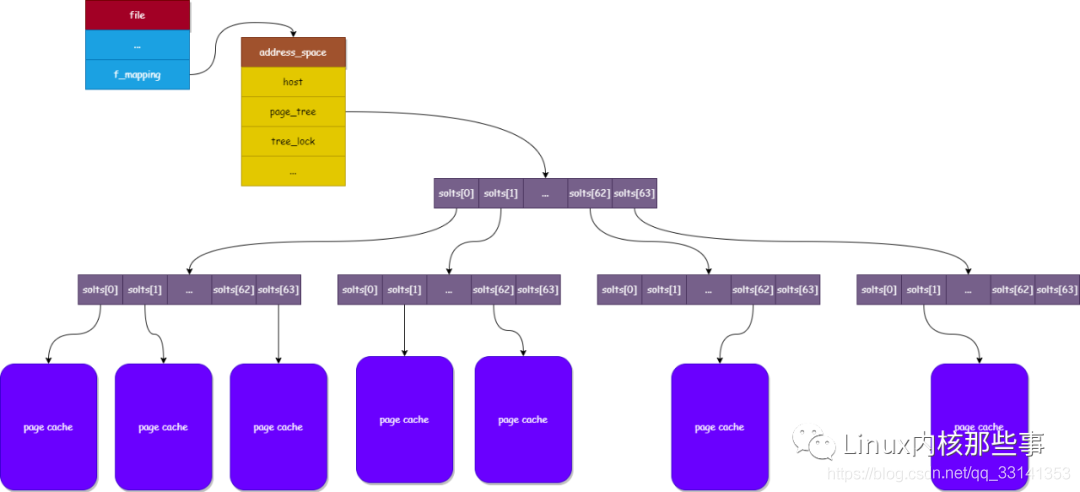 file
...
f_mapping
address_space
host
page_tree
tree_lock
...
solts[0] solts[1] ... solts[62] solts[63]
solts[0] solts[1] ... solts[62] solts[63] solts[0] solts[1] ... solts[62] solts[63] solts[0] solts[1] ... solts[62] solts[63] solts[0] solts[1] ... solts[62] solts[63]
page cache page cache page cache page cache page cache page cache page cache
Linux内核那些事
https://blog.csdn.net/qq_33141353